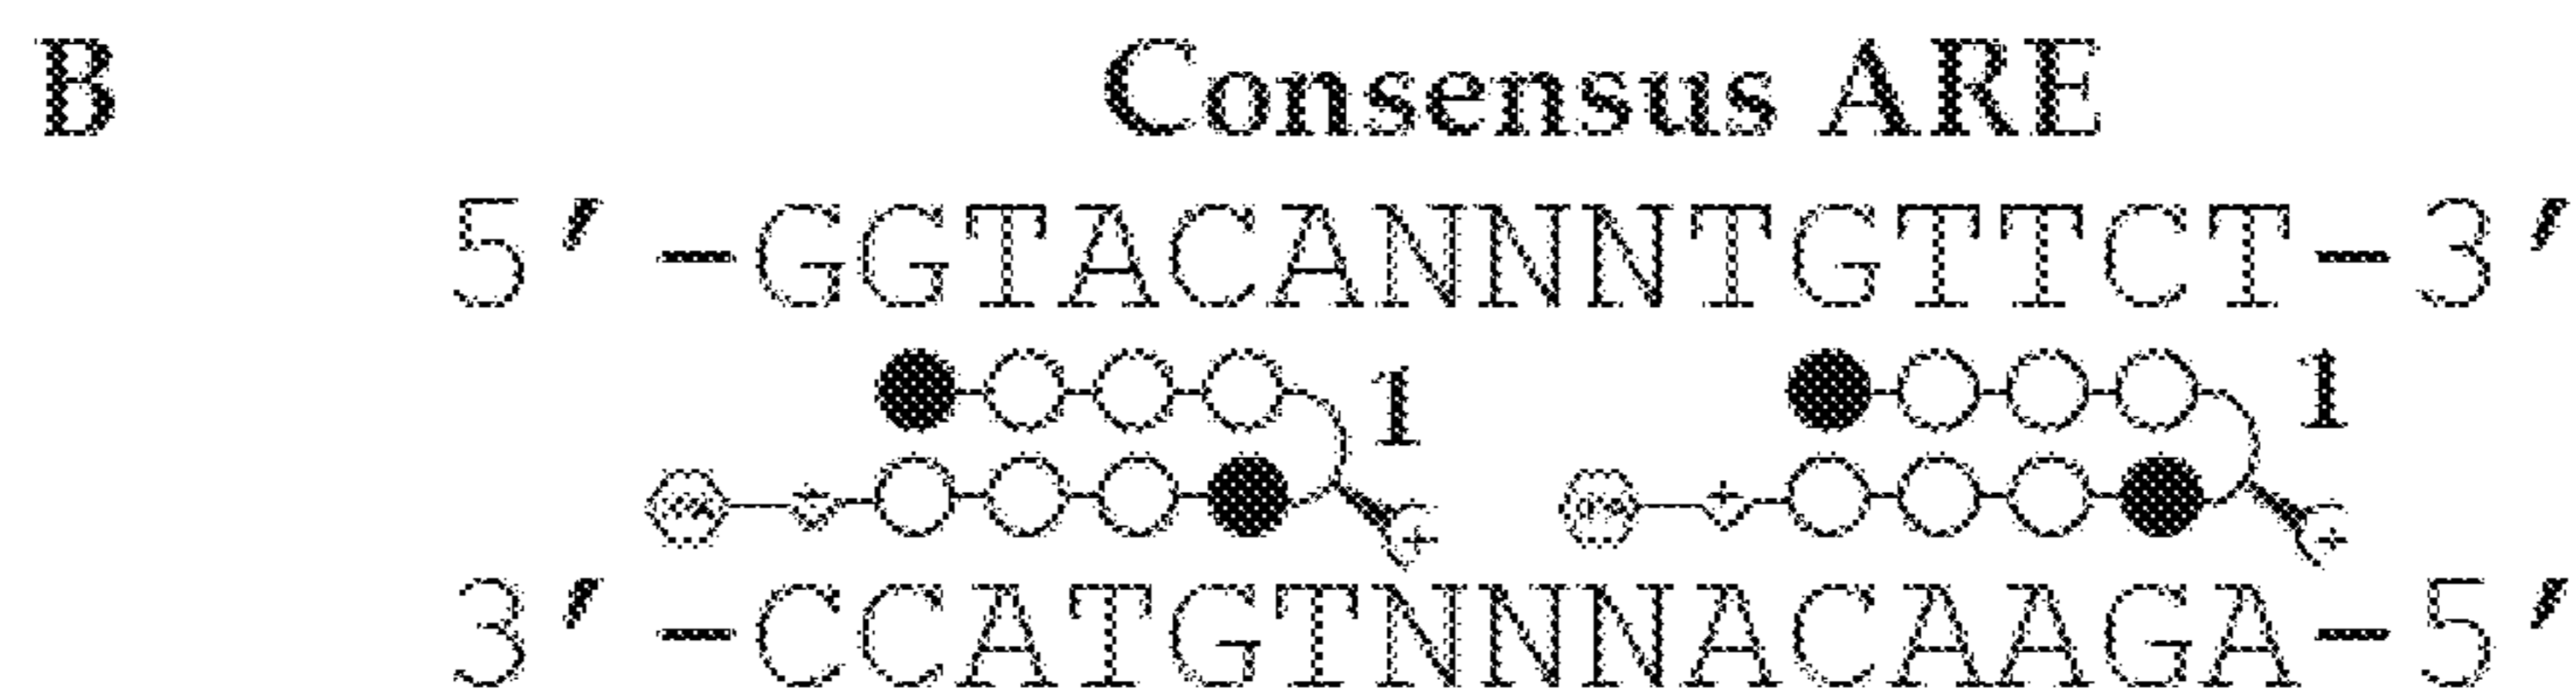 B
Consensus ARE
5′-GGTACANNNTGTTCT-3′
1 1
+ + + +
3′-CCATGTNNNACAAGA-5′